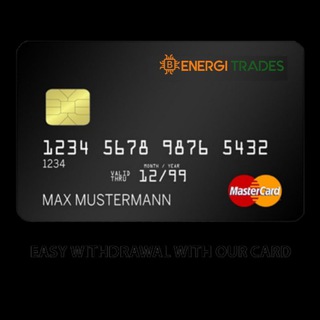 ENERGI TRADES
1234 5678 9876 5432
1234
MONTH / YEAR
VALID THRU 12/99
MAX MUSTERMANN
MasterCard
EASY WITHDRAWAL WITH OUR CARD